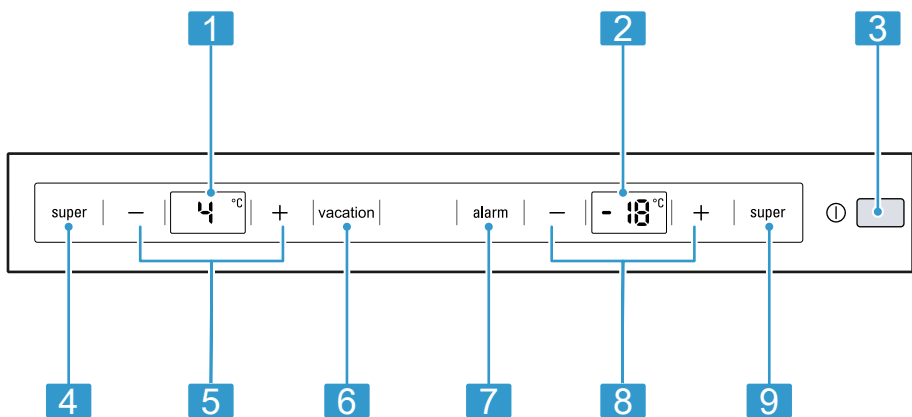 1 2 3
super − 4 °C + vacation alarm − -18 °C + super
4 5 6 7 8 9